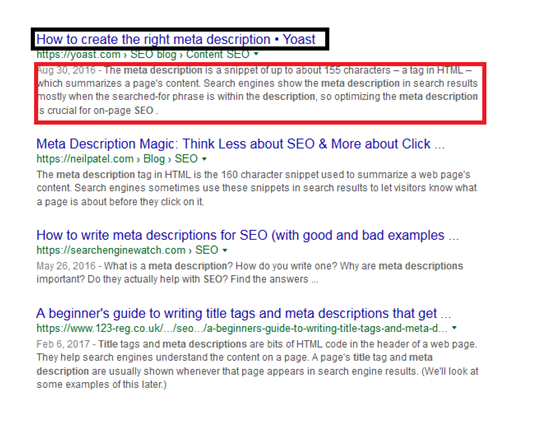 How to create the right meta description • Yoast
https://yoast.com › SEO blog › Content SEO
Aug 30, 2016 - The meta description is a snippet of up to about 155 characters – a tag in HTML –
which summarizes a page's content. Search engines show the meta description in search results
mostly when the searched-for phrase is within the description, so optimizing the meta description
is crucial for on-page SEO .
Meta Description Magic: Think Less about SEO & More about Click ...
https://neilpatel.com › Blog › SEO
The meta description tag in HTML is the 160 character snippet used to summarize a web page's
content. Search engines sometimes use these snippets in search results to let visitors know what
a page is about before they click on it.
How to write meta descriptions for SEO (with good and bad examples ...
https://searchenginewatch.com › SEO
May 26, 2016 - What is a meta description? How do you write one? Why are meta descriptions
important? Do they actually help with SEO? Find the answers ...
A beginner's guide to writing title tags and meta descriptions that get ...
https://www.123-reg.co.uk/.../seo.../a-beginners-guide-to-writing-title-tags-and-meta-d...
Feb 6, 2017 - Title tags and meta descriptions are bits of HTML code in the header of a web page.
They help search engines understand the content on a page. A page's title tag and meta
description are usually shown whenever that page appears in search engine results. (We'll look at
some examples of this later.)